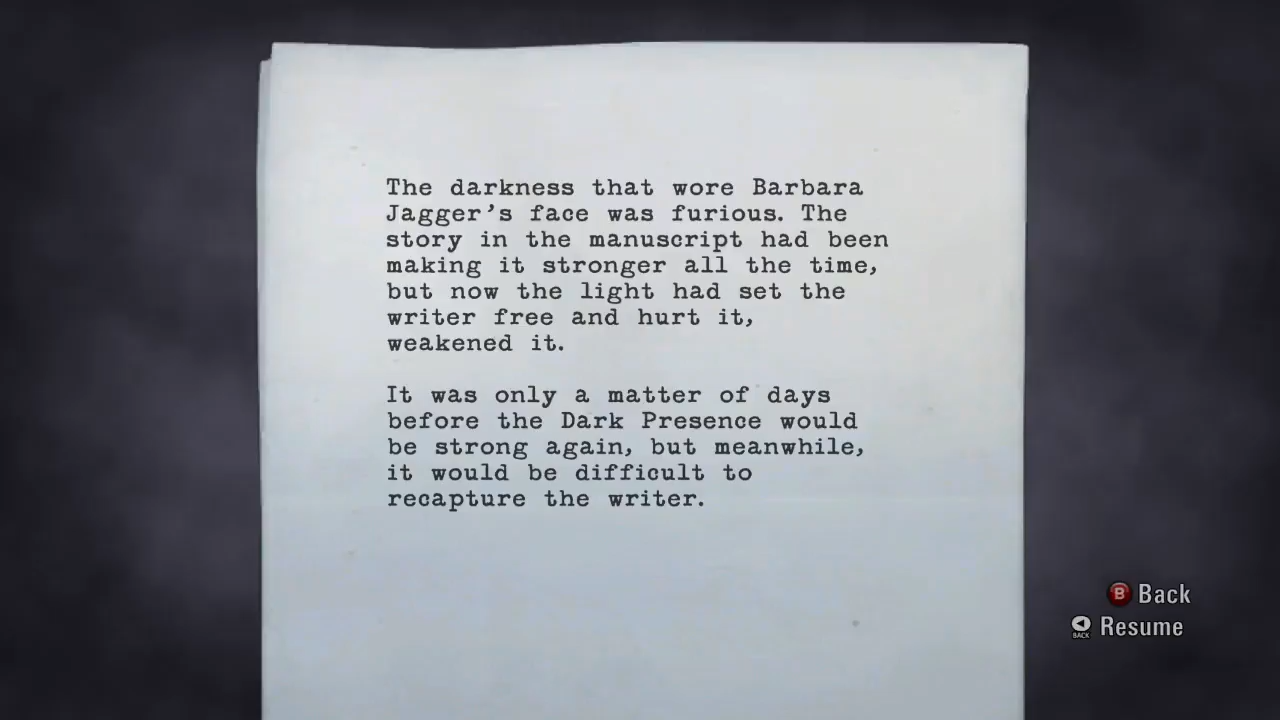 The darkness that wore Barbara
Jagger's face was furious. The
story in the manuscript had been
making it stronger all the time,
but now the light had set the
writer free and hurt it,
weakened it.
It was only a matter of days
before the Dark Presence would
be strong again, but meanwhile,
it would be difficult to
recapture the writer.
B Back
BACK Resume